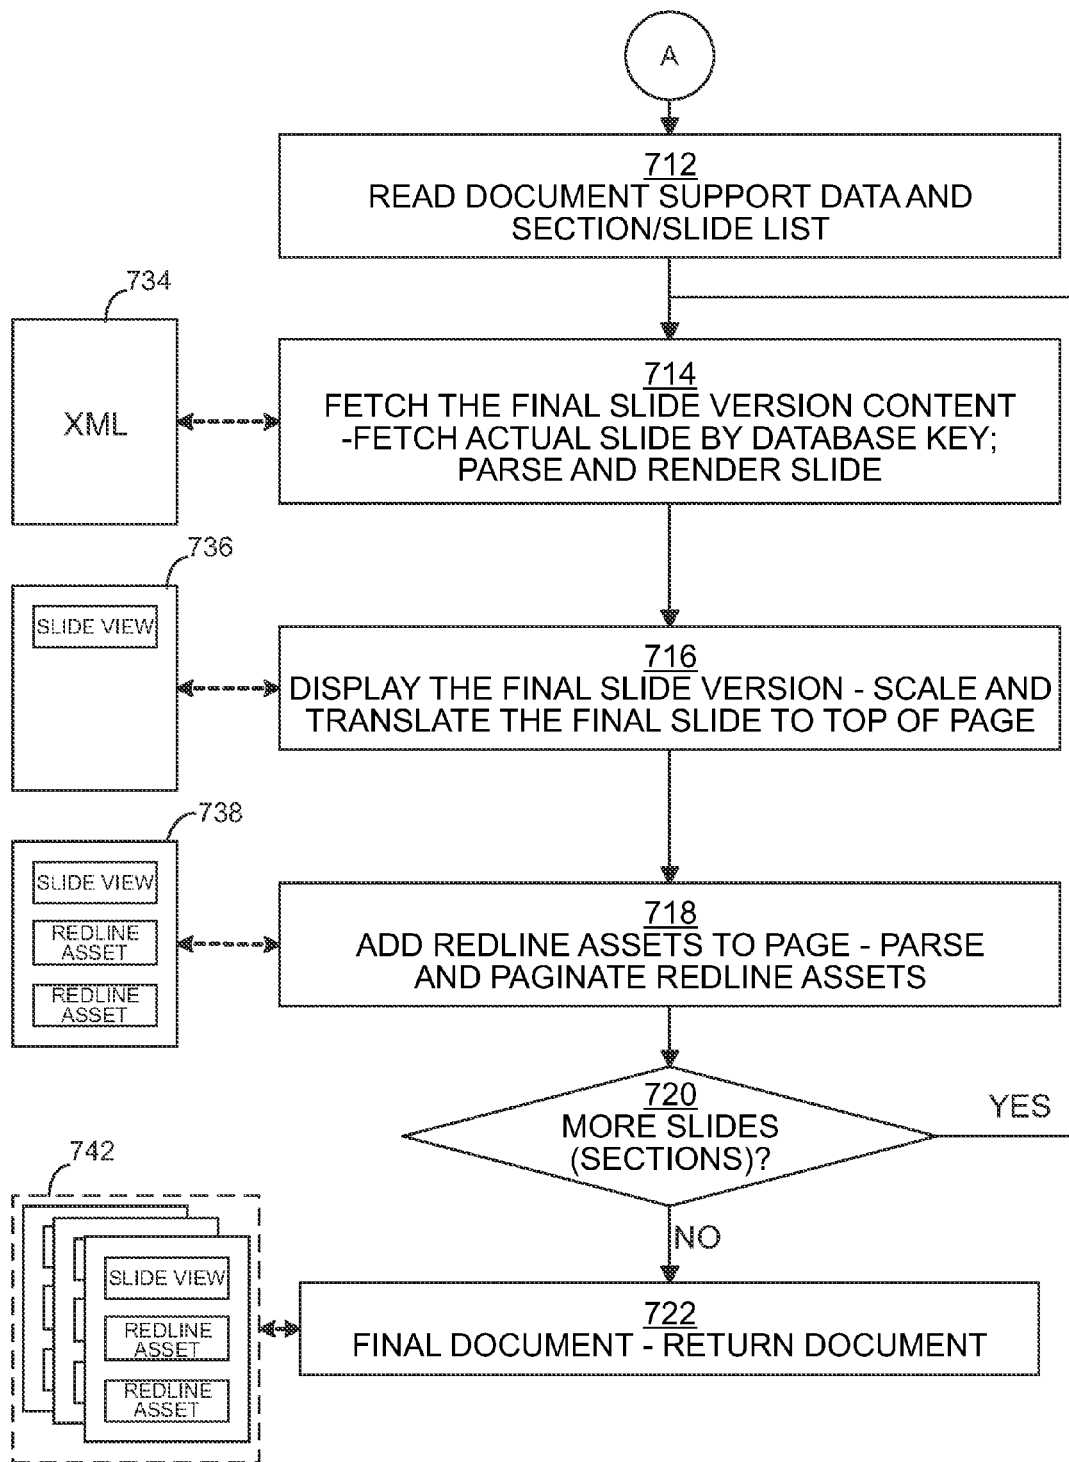 A
712
READ DOCUMENT SUPPORT DATA AND
SECTION/SLIDE LIST
734
XML
714
FETCH THE FINAL SLIDE VERSION CONTENT
-FETCH ACTUAL SLIDE BY DATABASE KEY;
PARSE AND RENDER SLIDE
736
SLIDE VIEW
716
DISPLAY THE FINAL SLIDE VERSION - SCALE AND
TRANSLATE THE FINAL SLIDE TO TOP OF PAGE
738
SLIDE VIEW
REDLINE
ASSET
REDLINE
ASSET
718
ADD REDLINE ASSETS TO PAGE - PARSE
AND PAGINATE REDLINE ASSETS
720
MORE SLIDES
(SECTIONS)?
YES
NO
742
SLIDE VIEW
REDLINE
ASSET
REDLINE
ASSET
722
FINAL DOCUMENT - RETURN DOCUMENT